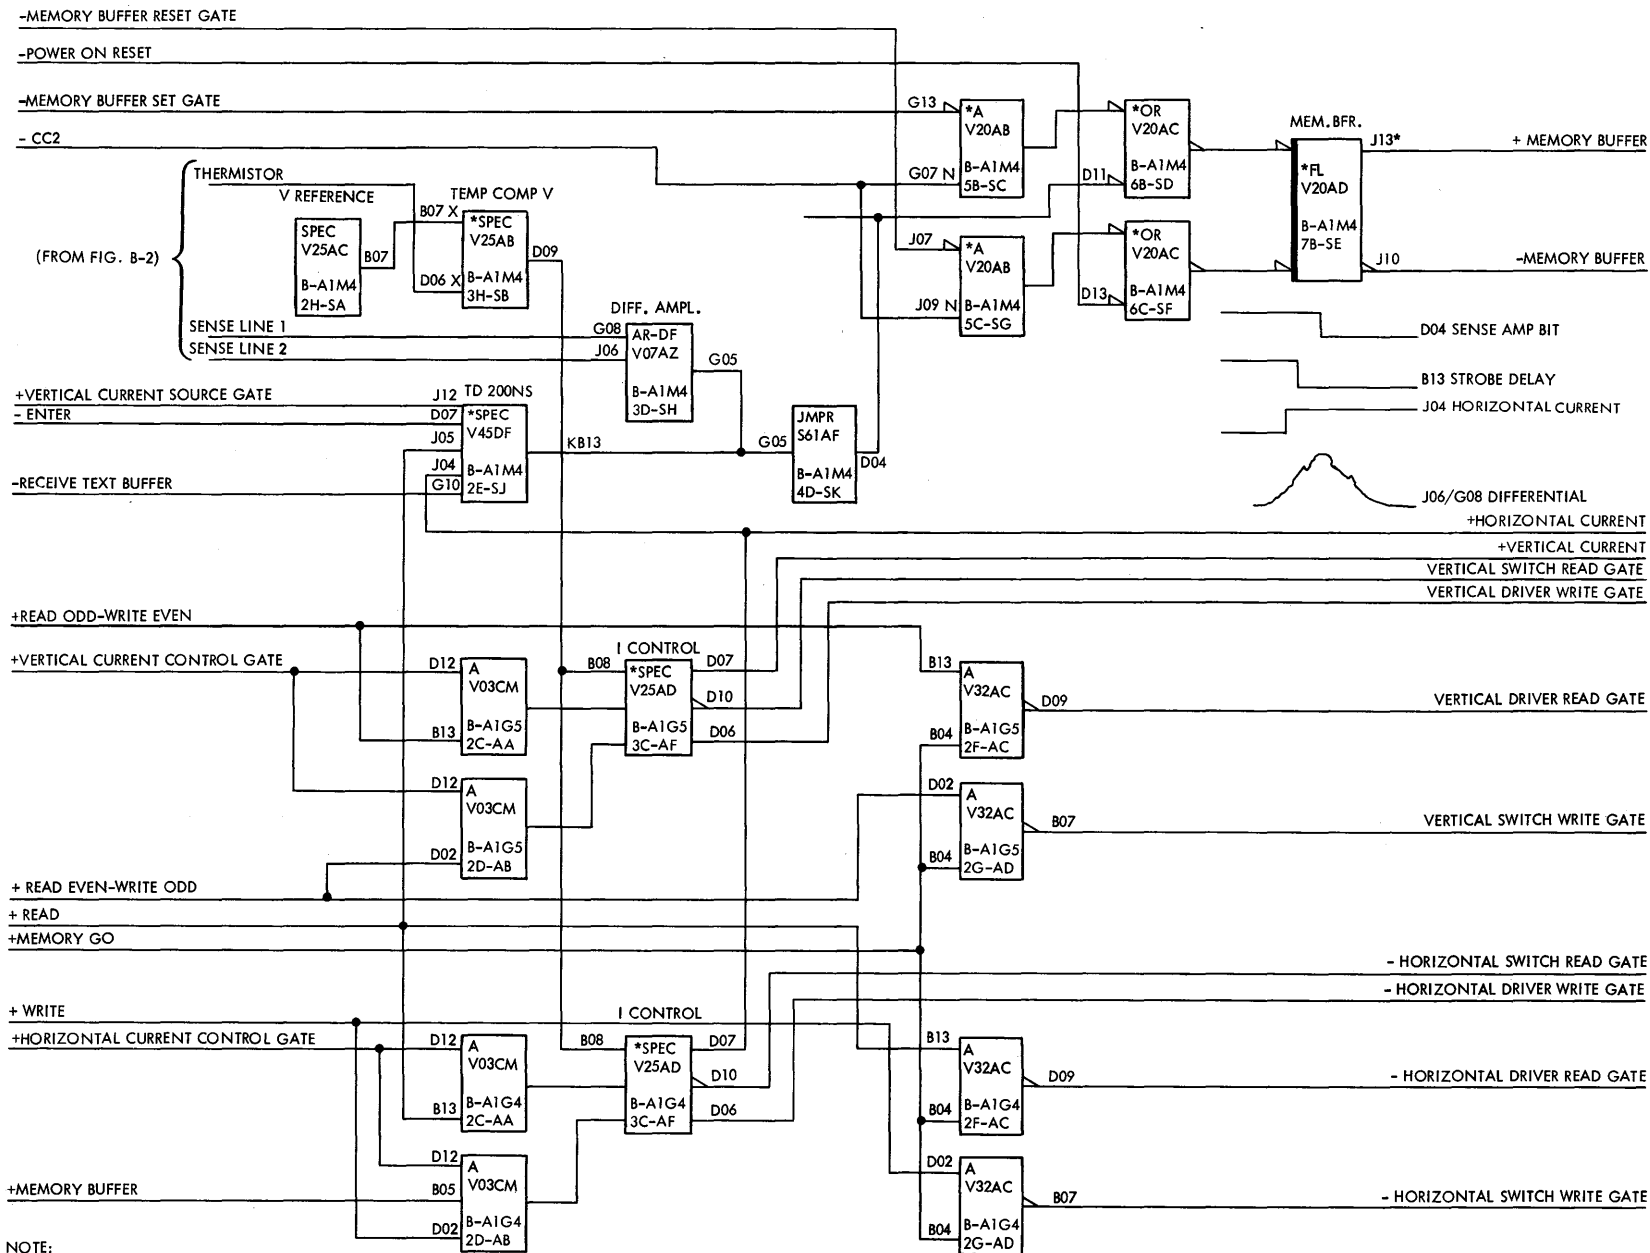 -MEMORY BUFFER RESET GATE
-POWER ON RESET
-MEMORY BUFFER SET GATE
- CC2
G13
*A
V20AB
B-A1M4
5B-SC
G07 N
*OR
V20AC
B-A1M4
6B-SD
D11
MEM.BFR.
*FL
V20AD
B-A1M4
7B-SE
J13*
+ MEMORY BUFFER
J10
-MEMORY BUFFER
J07
*A
V20AB
B-A1M4
5C-SG
J09 N
*OR
V20AC
B-A1M4
6C-SF
D13
(FROM FIG. B-2)
THERMISTOR
V REFERENCE
SPEC
V25AC
B-A1M4
2H-SA
B07
TEMP COMP V
B07 X
*SPEC
V25AB
B-A1M4
3H-SB
D06 X
D09
SENSE LINE 1
SENSE LINE 2
DIFF. AMPL.
G08
J06
AR-DF
V07AZ
B-A1M4
3D-SH
G05
+VERTICAL CURRENT SOURCE GATE
- ENTER
-RECEIVE TEXT BUFFER
J12
TD 200NS
D07
J05
J04
G10
*SPEC
V45DF
B-A1M4
2E-SJ
KB13
G05
JMPR
S61AF
B-A1M4
4D-SK
D04
D04 SENSE AMP BIT
B13 STROBE DELAY
J04 HORIZONTAL CURRENT
J06/G08 DIFFERENTIAL
+HORIZONTAL CURRENT
+VERTICAL CURRENT
VERTICAL SWITCH READ GATE
VERTICAL DRIVER WRITE GATE
+READ ODD-WRITE EVEN
+VERTICAL CURRENT CONTROL GATE
D12
A
V03CM
B-A1G5
2C-AA
B13
I CONTROL
B08
*SPEC
V25AD
B-A1G5
3C-AF
D07
D10
D06
B13
A
V32AC
B-A1G5
2F-AC
B04
D09
VERTICAL DRIVER READ GATE
D12
A
V03CM
B-A1G5
2D-AB
D02
D02
A
V32AC
B-A1G5
2G-AD
B04
B07
VERTICAL SWITCH WRITE GATE
+ READ EVEN-WRITE ODD
+ READ
+MEMORY GO
- HORIZONTAL SWITCH READ GATE
- HORIZONTAL DRIVER WRITE GATE
+ WRITE
+HORIZONTAL CURRENT CONTROL GATE
D12
A
V03CM
B-A1G4
2C-AA
B13
I CONTROL
B08
*SPEC
V25AD
B-A1G4
3C-AF
D07
D10
D06
B13
A
V32AC
B-A1G4
2F-AC
B04
D09
- HORIZONTAL DRIVER READ GATE
+MEMORY BUFFER
D12
B05
D02
A
V03CM
B-A1G4
2D-AB
D02
A
V32AC
B-A1G4
2G-AD
B04
B07
- HORIZONTAL SWITCH WRITE GATE
NOTE: